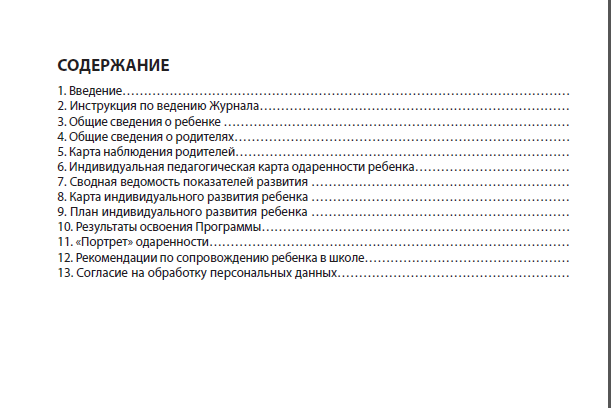 СОДЕРЖАНИЕ
1. Введение……………………………………………………………………………………………
2. Инструкция по ведению Журнала………………………………………………………………
3. Общие сведения о ребенке ………………………………………………………………………
4. Общие сведения о родителях……………………………………………………………………
5. Карта наблюдения родителей……………………………………………………………………
6. Индивидуальная педагогическая карта одаренности ребенка………………………………
7. Сводная ведомость показателей развития ……………………………………………………
8. Карта индивидуального развития ребенка ……………………………………………………
9. План индивидуального развития ребенка ……………………………………………………
10. Результаты освоения Программы………………………………………………………………
11. «Портрет» одаренности…………………………………………………………………………
12. Рекомендации по сопровождению ребенка в школе…………………………………………
13. Согласие на обработку персональных данных………………………………………………